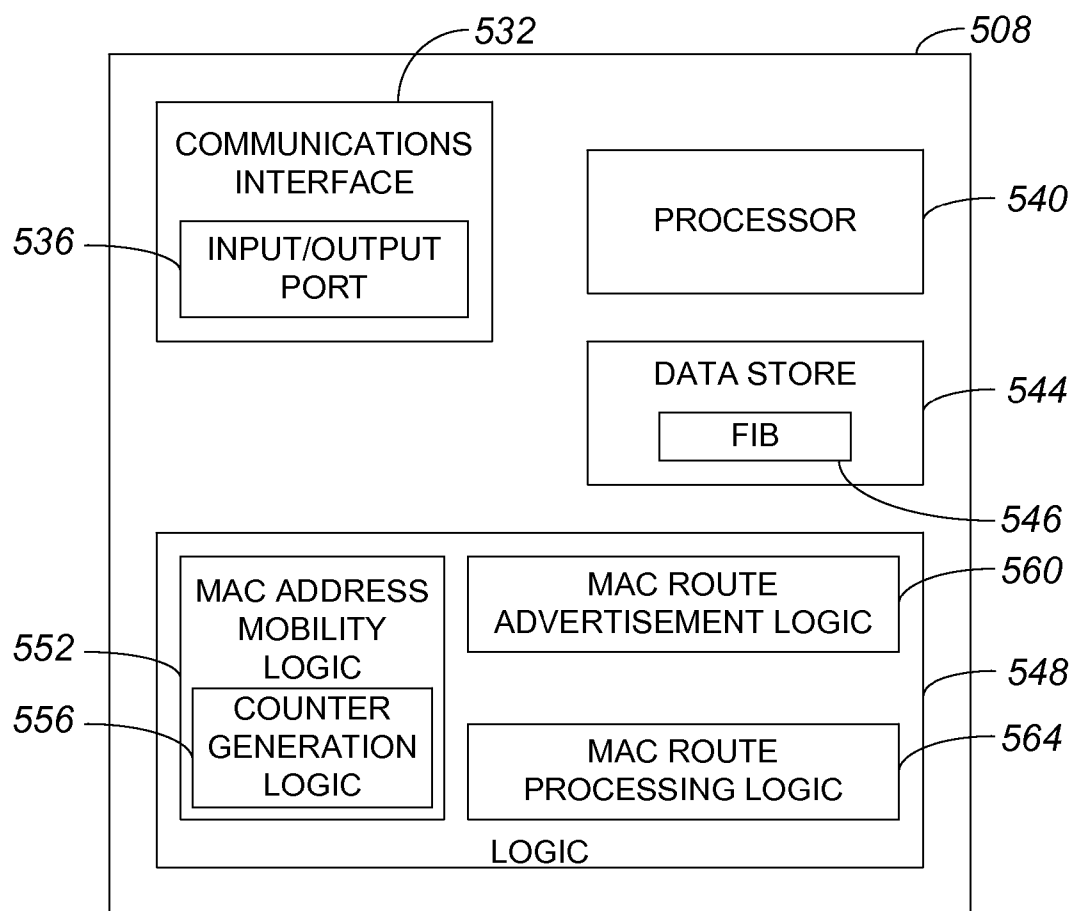 532
508
COMMUNICATIONS
INTERFACE
536
INPUT/OUTPUT
PORT
PROCESSOR
540
DATA STORE
544
FIB
546
MAC ADDRESS
MOBILITY
LOGIC
552
COUNTER
GENERATION
LOGIC
556
MAC ROUTE
ADVERTISEMENT LOGIC
560
548
MAC ROUTE
PROCESSING LOGIC
564
LOGIC